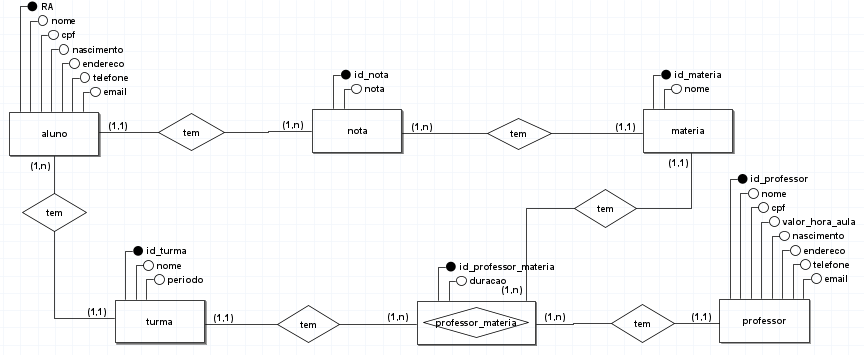 RA
nome
cpf
nascimento
endereco
telefone
email
aluno
(1,1)
tem
(1,n)
id_nota
nota
nota
(1,n)
tem
(1,1)
id_materia
nome
materia
(1,n)
tem
(1,1)
(1,1)
tem
(1,n)
id_turma
nome
periodo
turma
(1,1)
tem
(1,n)
id_professor_materia
duracao
professor_materia
(1,n)
tem
(1,1)
id_professor
nome
cpf
valor_hora_aula
nascimento
endereco
telefone
email
professor